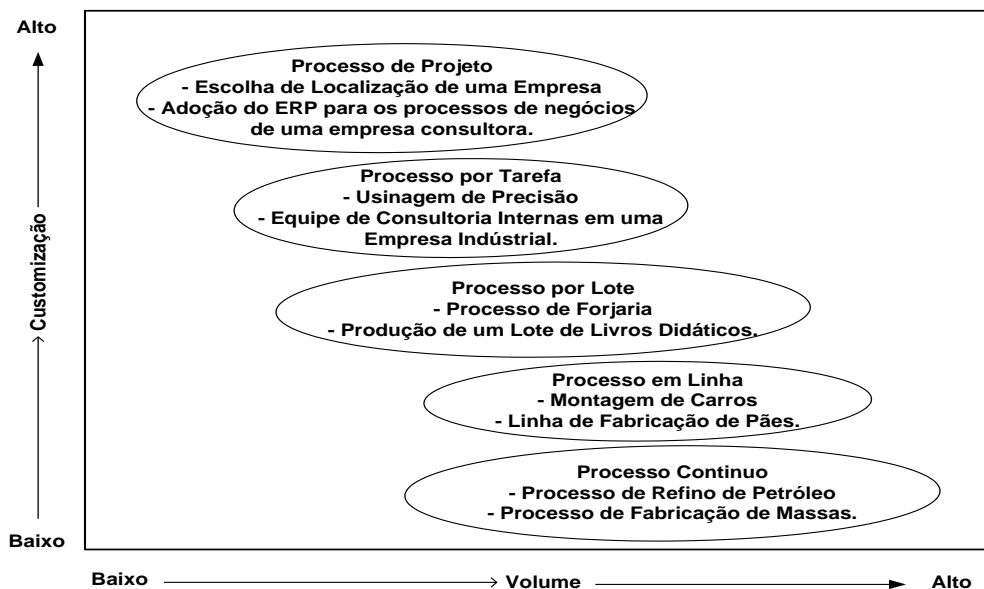 Alto
Processo de Projeto
- Escolha de Localização de uma Empresa
- Adoção do ERP para os processos de negócios
de uma empresa consultora.
Processo por Tarefa
- Usinagem de Precisão
- Equipe de Consultoria Internas em uma
Empresa Indústrial.
Customização
Processo por Lote
- Processo de Forjaria
- Produção de um Lote de Livros Didáticos.
Processo em Linha
- Montagem de Carros
- Linha de Fabricação de Pães.
Processo Continuo
- Processo de Refino de Petróleo
- Processo de Fabricação de Massas.
Baixo
Baixo Volume Alto